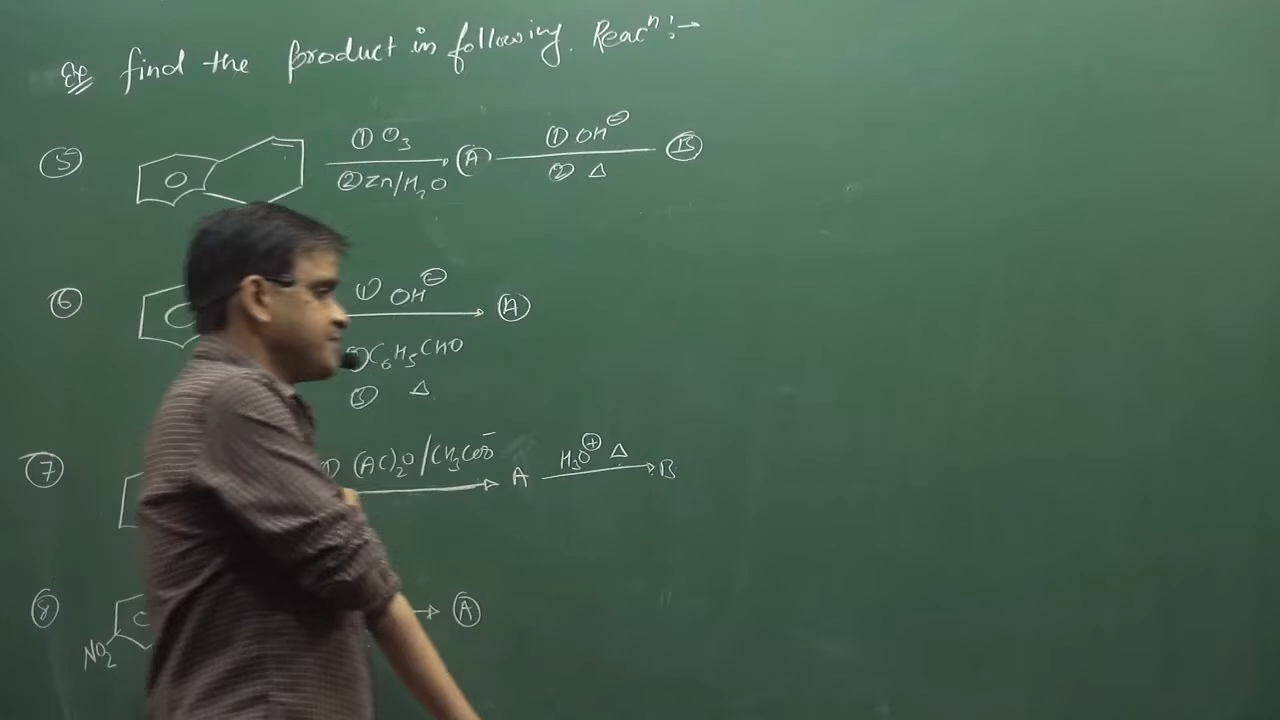 Ex find the product in following. Reacⁿ:-
5 ① O3 ② Zn/H2O A ① OH⊖ ② Δ B
6 ① OH⊖ A
C6H5CHO
③ Δ
7 (AC)2O/CH3COO⁻ A H3O⊕ Δ B
8 A
NO2